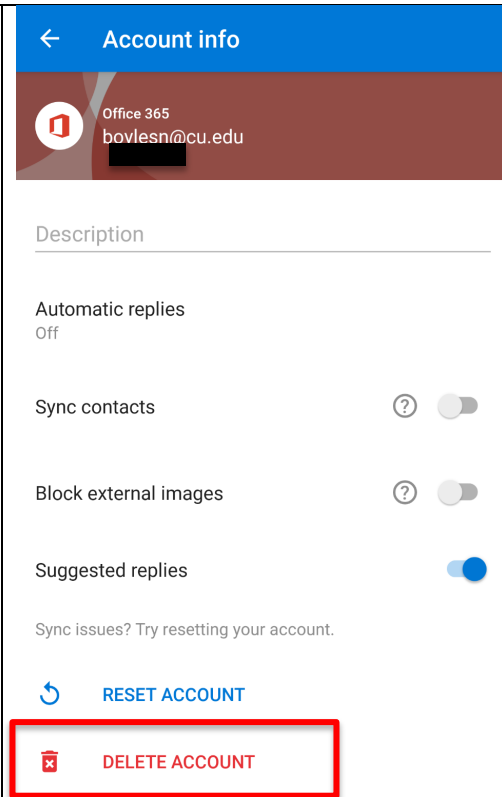 Account info
Office 365
boylesn@cu.edu
Description
Automatic replies
Off
Sync contacts
?
Block external images
?
Suggested replies
Sync issues? Try resetting your account.
RESET ACCOUNT
DELETE ACCOUNT